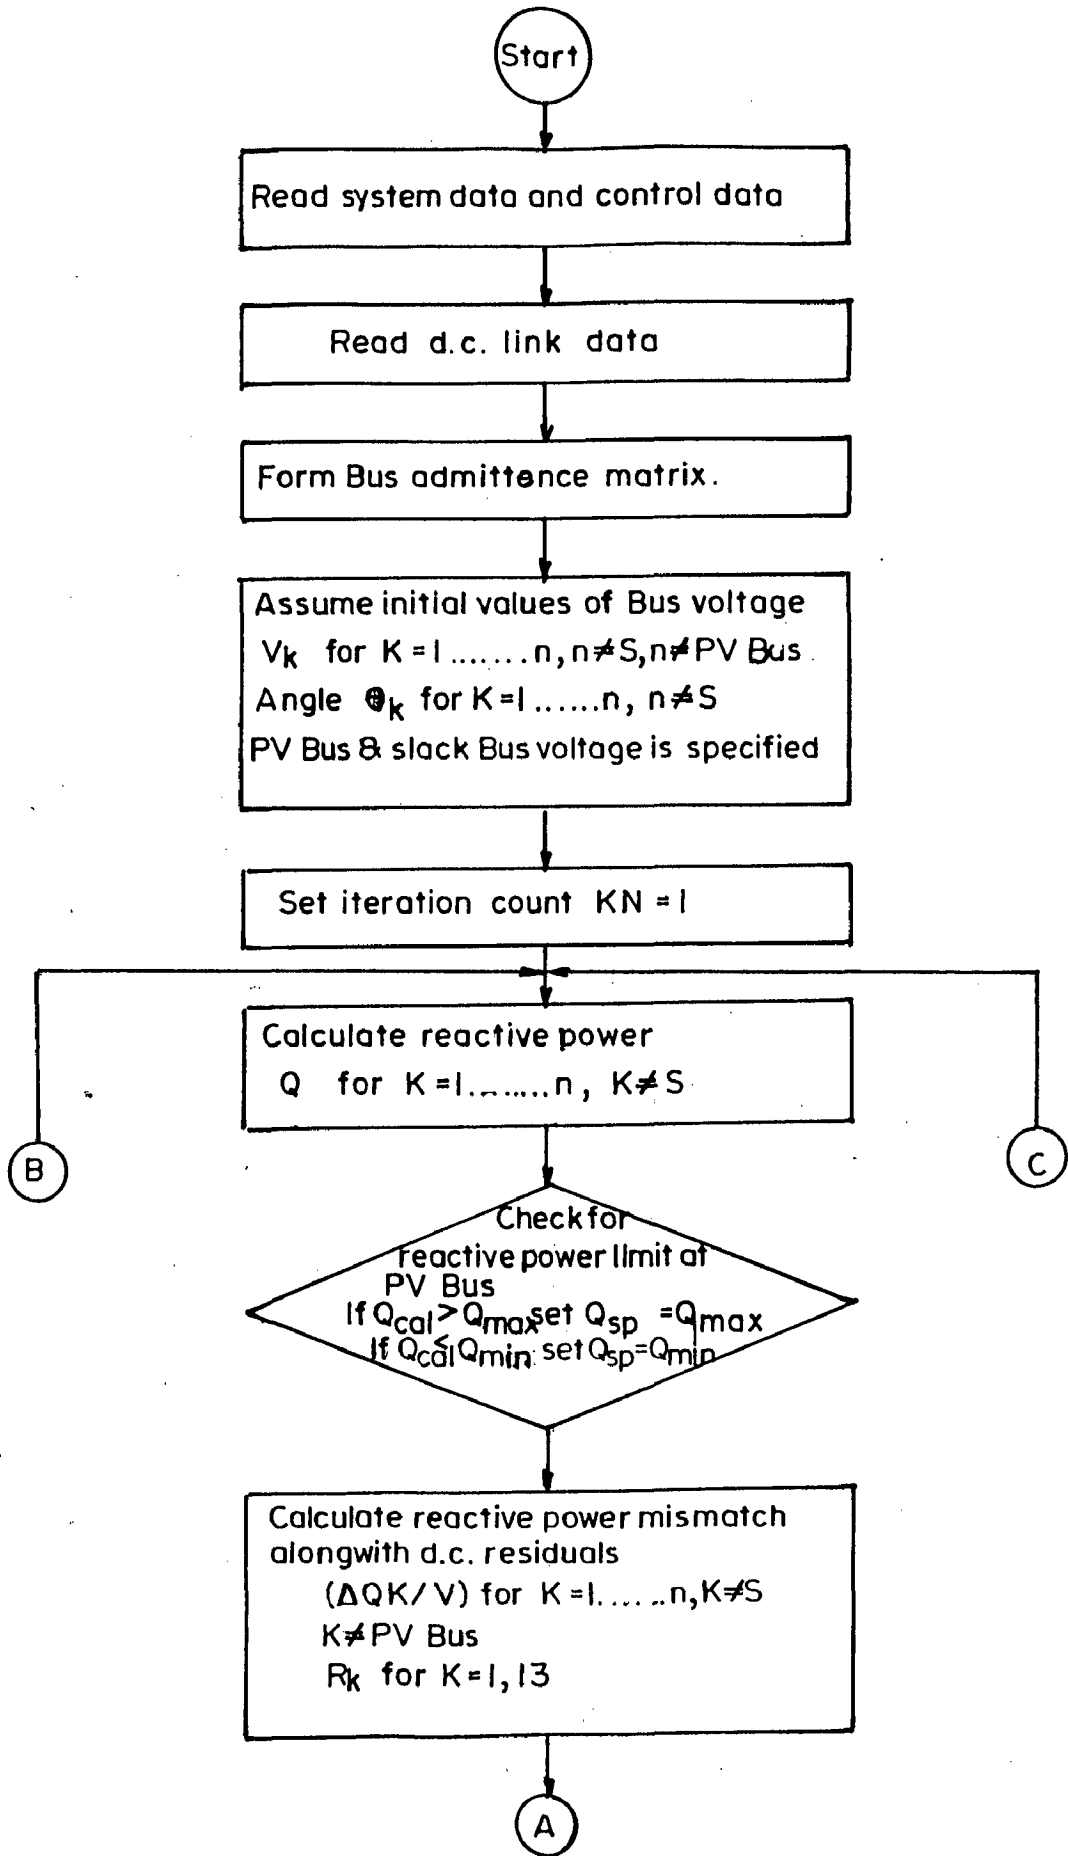 Start
Read system data and control data
Read d.c. link data
Form Bus admittence matrix.
Assume initial values of Bus voltage
Vk for K = 1 ....... n, n≠S, n≠PV Bus
Angle θk for K=1 ......n, n≠S
PV Bus & slack Bus voltage is specified
Set iteration count KN = 1
Calculate reactive power
Q for K = 1........n, K≠S
B
C
Check for
reactive power limit at
PV Bus
If Qcal > Qmax set Qsp = Qmax
If Qcal ≤ Qmin: set Qsp = Qmin
Calculate reactive power mismatch
alongwith d.c. residuals
(ΔQK/V) for K = 1......n, K≠S
K≠PV Bus
Rk for K = 1, 13
A